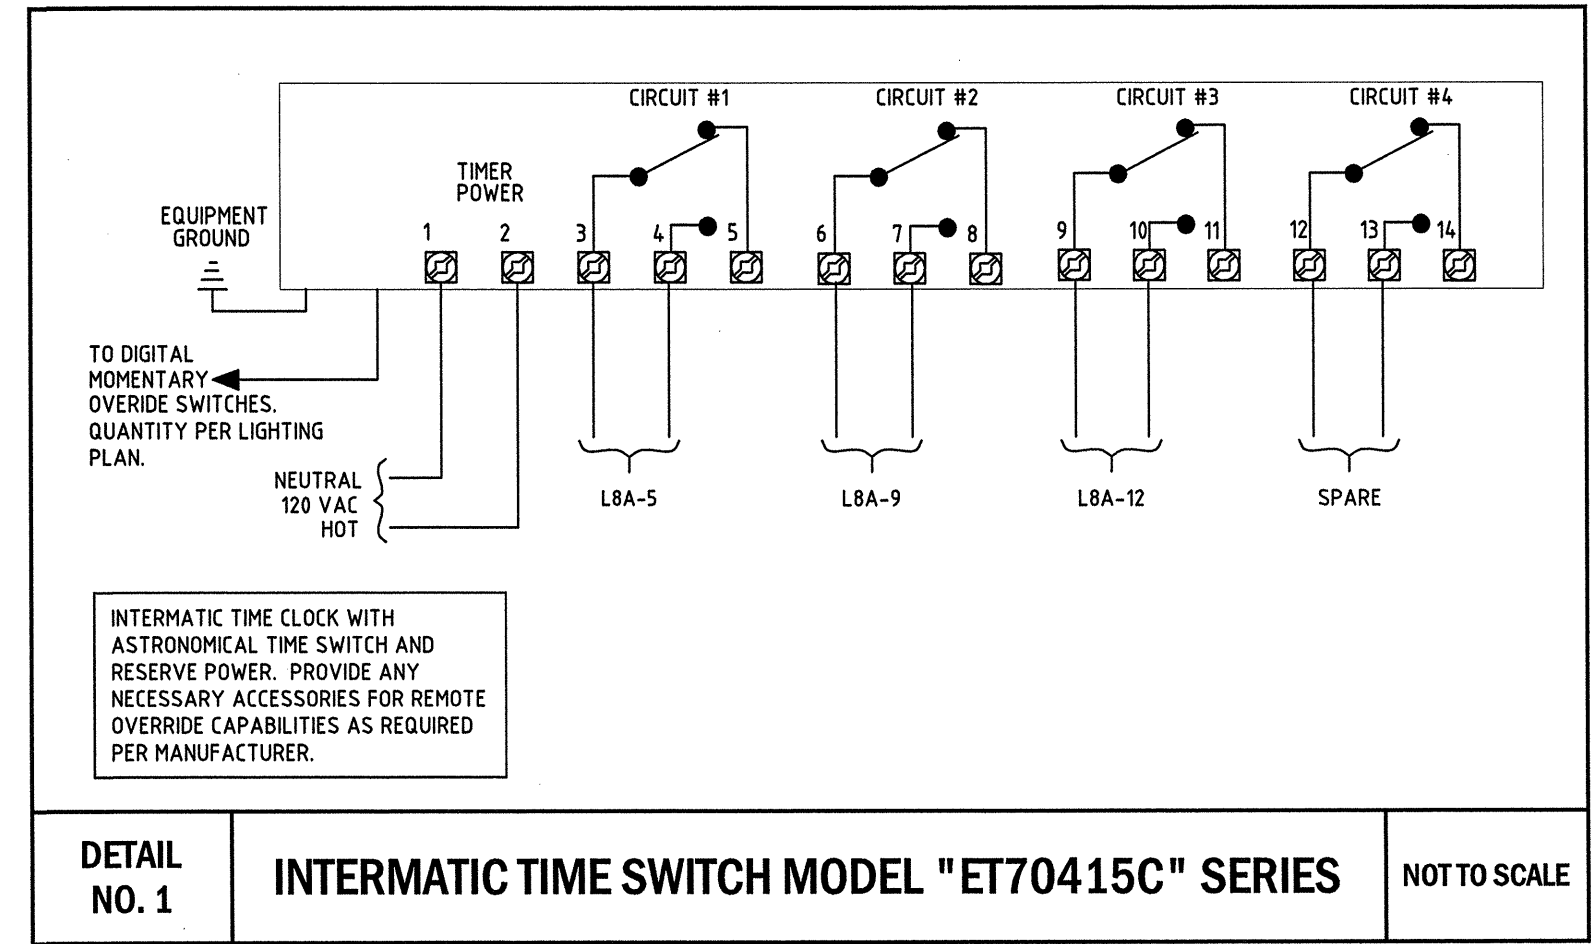 CIRCUIT #1
CIRCUIT #2
CIRCUIT #3
CIRCUIT #4
TIMER
POWER
EQUIPMENT
GROUND
1
2
3
4
5
6
7
8
9
10
11
12
13
14
TO DIGITAL
MOMENTARY
OVERIDE SWITCHES.
QUANTITY PER LIGHTING
PLAN.
NEUTRAL
120 VAC
HOT
L8A-5
L8A-9
L8A-12
SPARE
INTERMATIC TIME CLOCK WITH
ASTRONOMICAL TIME SWITCH AND
RESERVE POWER. PROVIDE ANY
NECESSARY ACCESSORIES FOR REMOTE
OVERRIDE CAPABILITIES AS REQUIRED
PER MANUFACTURER.
DETAIL
NO. 1
INTERMATIC TIME SWITCH MODEL "ET70415C" SERIES
NOT TO SCALE